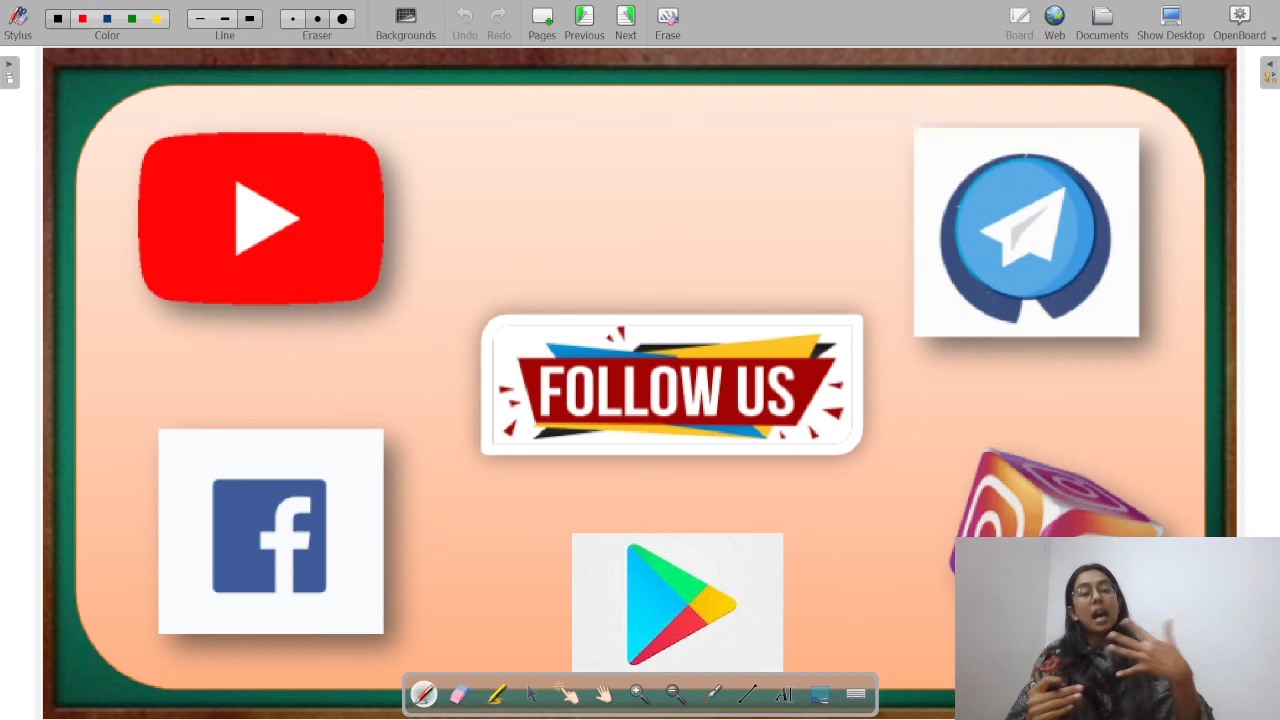 Stylus
Color
Line
Eraser
Backgrounds
Undo
Redo
Pages
Previous
Next
Erase
Board
Web
Documents
Show Desktop
OpenBoard
FOLLOW US
f
AI